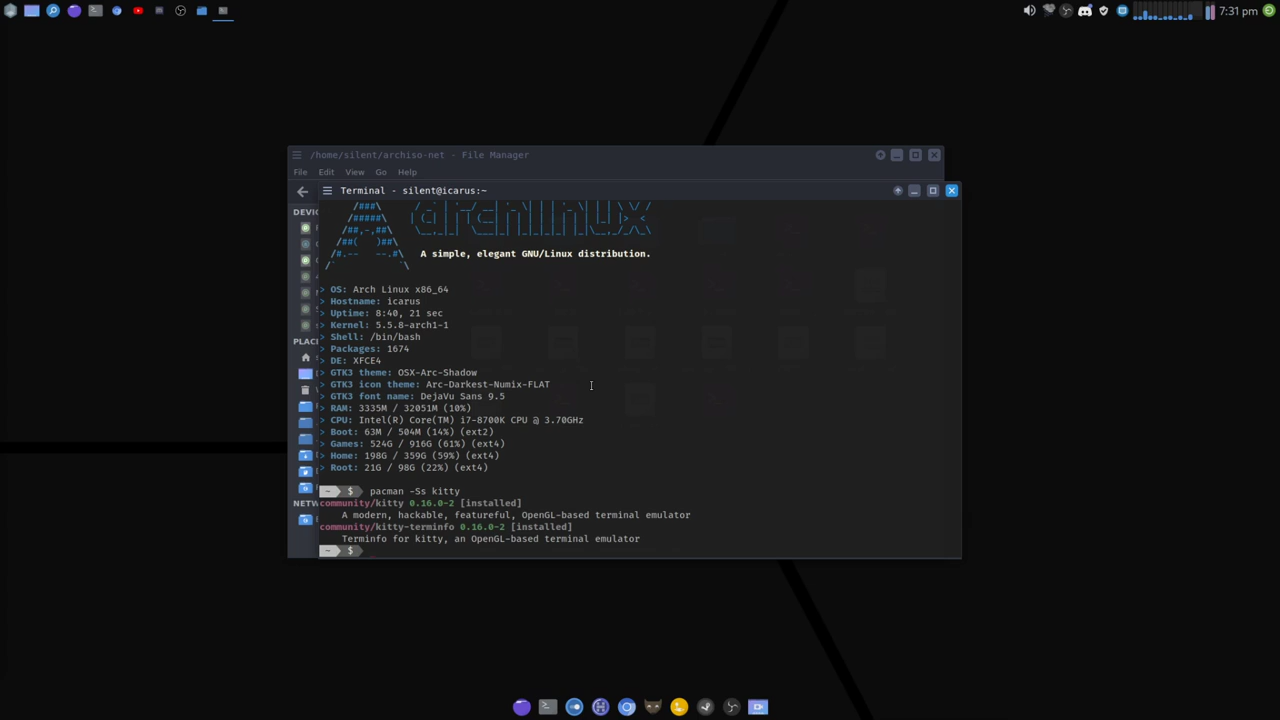 7:31 pm
/home/silent/archiso-net - File Manager
File Edit View Go Help
Terminal - silent@icarus:~
DEVIC
PLAC
NETW
A simple, elegant GNU/Linux distribution.
> OS: Arch Linux x86_64
> Hostname: icarus
> Uptime: 8:40, 21 sec
> Kernel: 5.5.8-arch1-1
> Shell: /bin/bash
> Packages: 1674
> DE: XFCE4
> GTK3 theme: OSX-Arc-Shadow
> GTK3 icon theme: Arc-Darkest-Numix-FLAT
> GTK3 font name: DejaVu Sans 9.5
> RAM: 3335M / 32051M (10%)
> CPU: Intel(R) Core(TM) i7-8700K CPU @ 3.70GHz
> Boot: 63M / 504M (14%) (ext2)
> Games: 524G / 916G (61%) (ext4)
> Home: 198G / 359G (59%) (ext4)
> Root: 21G / 98G (22%) (ext4)
~ $ pacman -Ss kitty
community/kitty 0.16.0-2 [installed]
A modern, hackable, featureful, OpenGL-based terminal emulator
community/kitty-terminfo 0.16.0-2 [installed]
Terminfo for kitty, an OpenGL-based terminal emulator
~ $